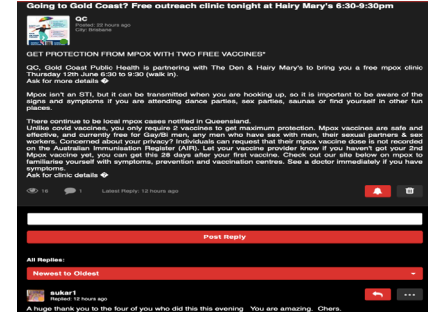 Going to Gold Coast? Free outreach clinic tonight at Hairy Mary's 6:30-9:30pm
QC
Posted: 22 hours ago
City: Brisbane
GET PROTECTION FROM MPOX WITH TWO FREE VACCINES*
QC, Gold Coast Public Health is partnering with The Den & Hairy Mary's to bring you a free mpox clinic
Thursday 12th June 6:30 to 9:30 (walk in).
Ask for more details �
Mpox isn't an STI, but it can be transmitted when you are hooking up, so it is important to be aware of the
signs and symptoms if you are attending dance parties, sex parties, saunas or find yourself in other fun
places.
There continue to be local mpox cases notified in Queensland.
Unlike covid vaccines, you only require 2 vaccines to get maximum protection. Mpox vaccines are safe and
effective, and currently are free for Gay/Bi men, any men who have sex with men, their sexual partners & sex
workers. Concerned about your privacy? Individuals can request that their mpox vaccine dose is not recorded
on the Australian Immunisation Register (AIR). Let your vaccine provider know if you haven't got your 2nd
Mpox vaccine yet, you can get this 28 days after your first vaccine. Check out our site below on mpox to
familiarise yourself with symptoms, prevention and vaccination centres. See a doctor immediately if you have
symptoms.
Ask for clinic details �
16 1 Latest Reply: 12 hours ago
Post Reply
All Replies:
Newest to Oldest
sukar1
Replied: 12 hours ago
A huge thank you to the four of you who did this this evening You are amazing. Chers.